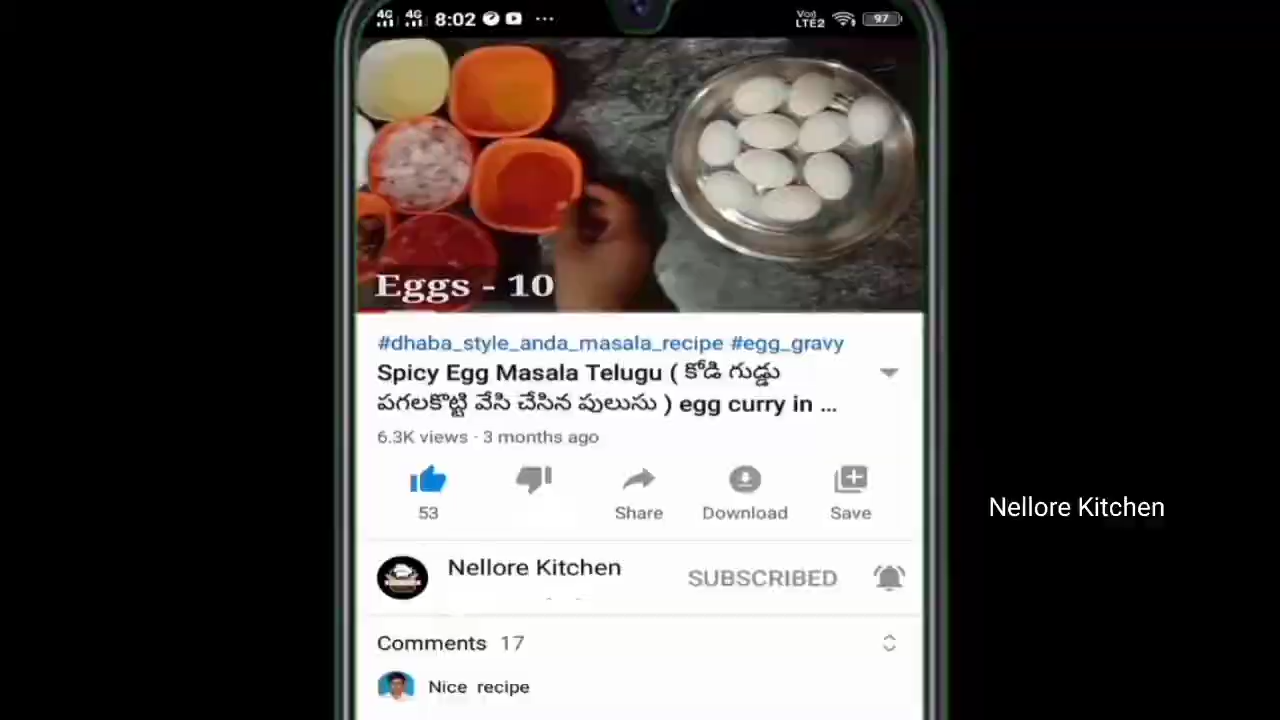 4G 4G 8:02 ... Vo) LTE2 97
Eggs - 10
#dhaba_style_anda_masala_recipe #egg_gravy
Spicy Egg Masala Telugu ( కోడి గుడ్డు
పగలకొట్టి వేసి చేసిన పులుసు ) egg curry in ...
6.3K views · 3 months ago
53 Share Download Save
Nellore Kitchen
Nellore Kitchen SUBSCRIBED
Comments 17
Nice recipe